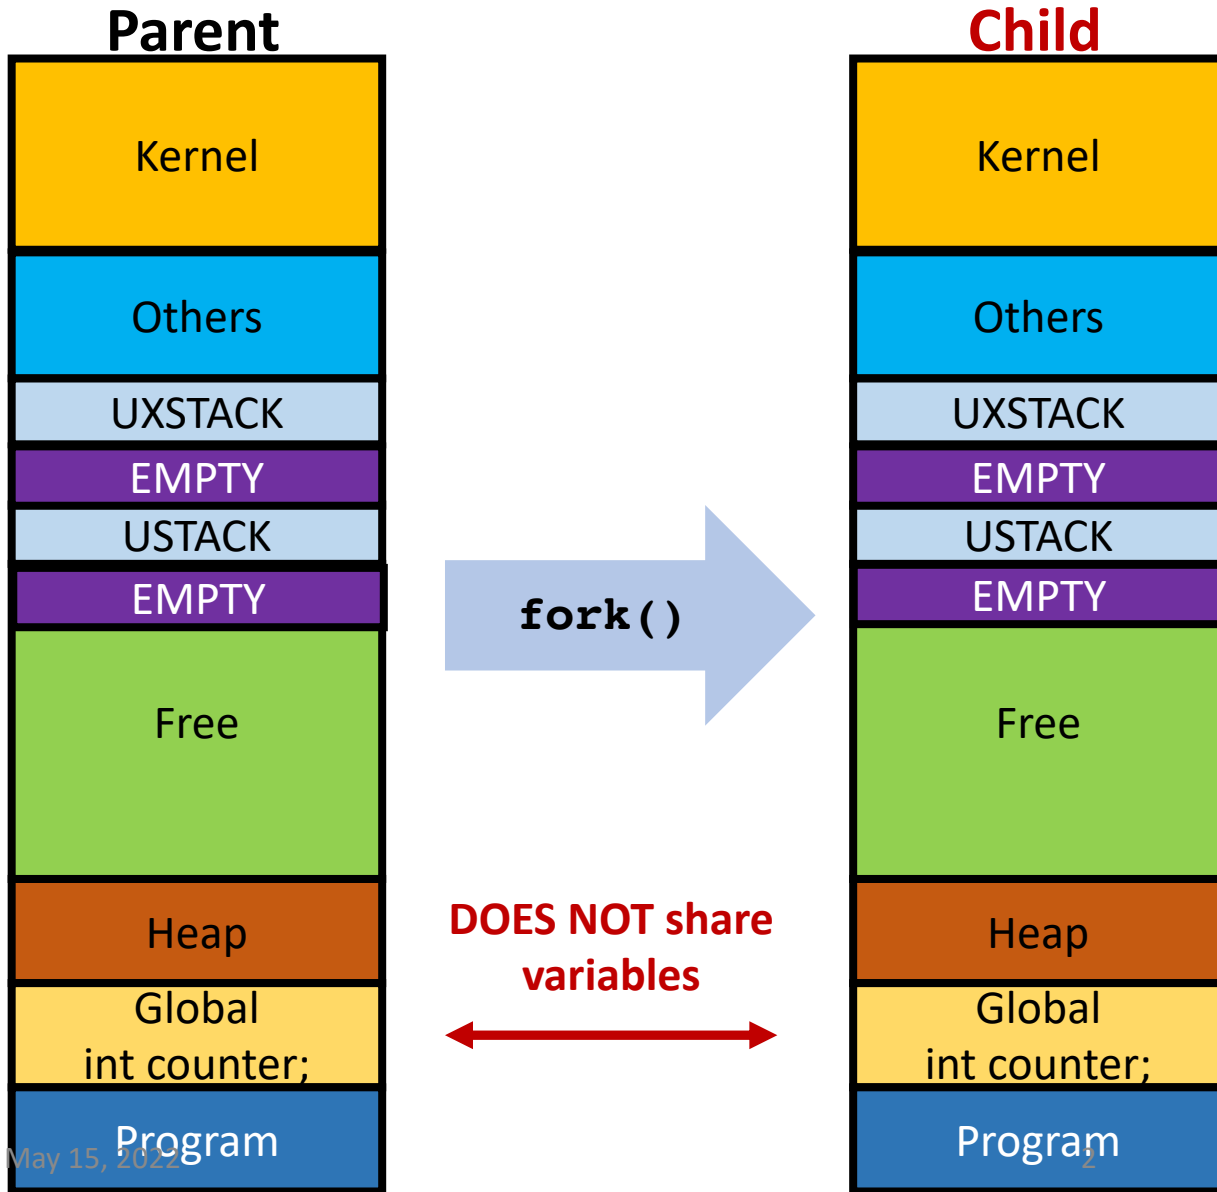 Parent
Kernel
Others
UXSTACK
EMPTY
USTACK
EMPTY
Free
Heap
Global
int counter;
Program
fork()
DOES NOT share
variables
Child
Kernel
Others
UXSTACK
EMPTY
USTACK
EMPTY
Free
Heap
Global
int counter;
Program
May 15, 2022
2